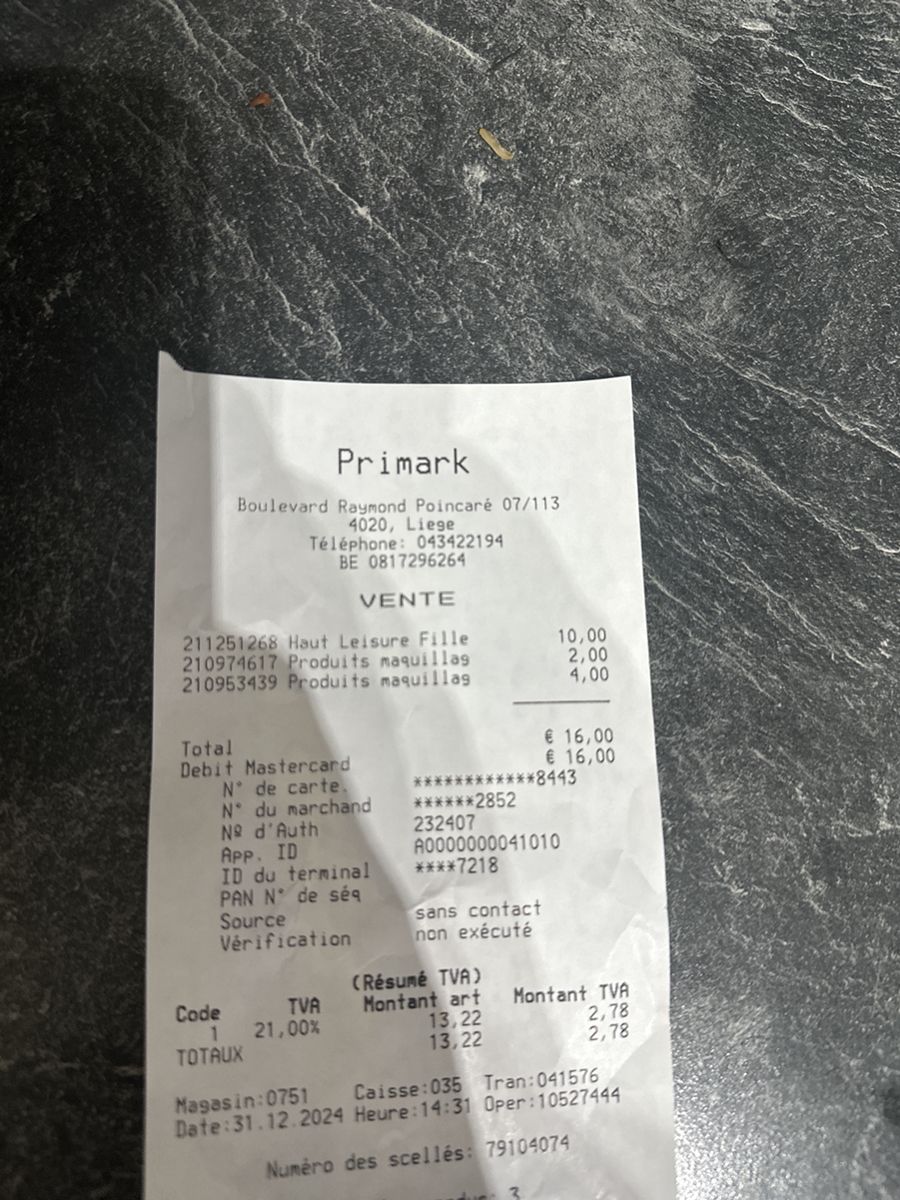 Primark
Boulevard Raymond Poincaré 07/113
4020, Liege
Téléphone: 043422194
BE 0817296264
VENTE
211251268 Haut Leisure Fille 10,00
210974617 Produits maquillag 2,00
210953439 Produits maquillag 4,00
Total € 16,00
Debit Mastercard € 16,00
N° de carte. ************8443
N° du marchand ******2852
Nº d'Auth 232407
App. ID A0000000041010
ID du terminal ****7218
PAN N° de séq
Source sans contact
Vérification non exécuté
(Résumé TVA)
Code TVA Montant art Montant TVA
1 21,00% 13,22 2,78
TOTAUX 13,22 2,78
Magasin:0751 Caisse:035 Tran:041576
Date:31.12.2024 Heure:14:31 Oper:10527444
Numéro des scellés: 79104074
3